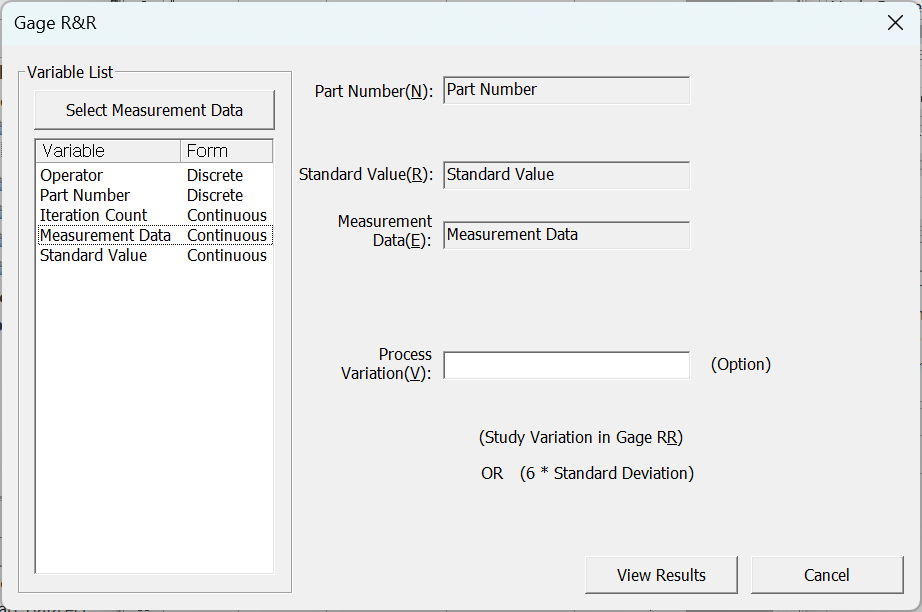 Gage R&R
Variable List
Select Measurement Data
Variable Form
Operator Discrete
Part Number Discrete
Iteration Count Continuous
Measurement Data Continuous
Standard Value Continuous
Part Number(N): Part Number
Standard Value(R): Standard Value
Measurement
Data(E): Measurement Data
Process
Variation(V): (Option)
(Study Variation in Gage RR)
OR (6 * Standard Deviation)
View Results Cancel